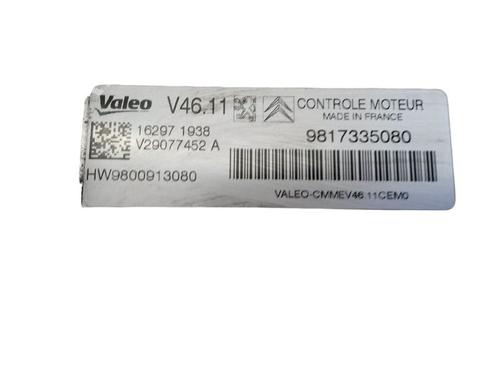 Valeo V46.11 CONTROLE MOTEUR
MADE IN FRANCE
16297 1938
V29077452 A
9817335080
HW9800913080
VALEO-CMMEV46.11CEM0